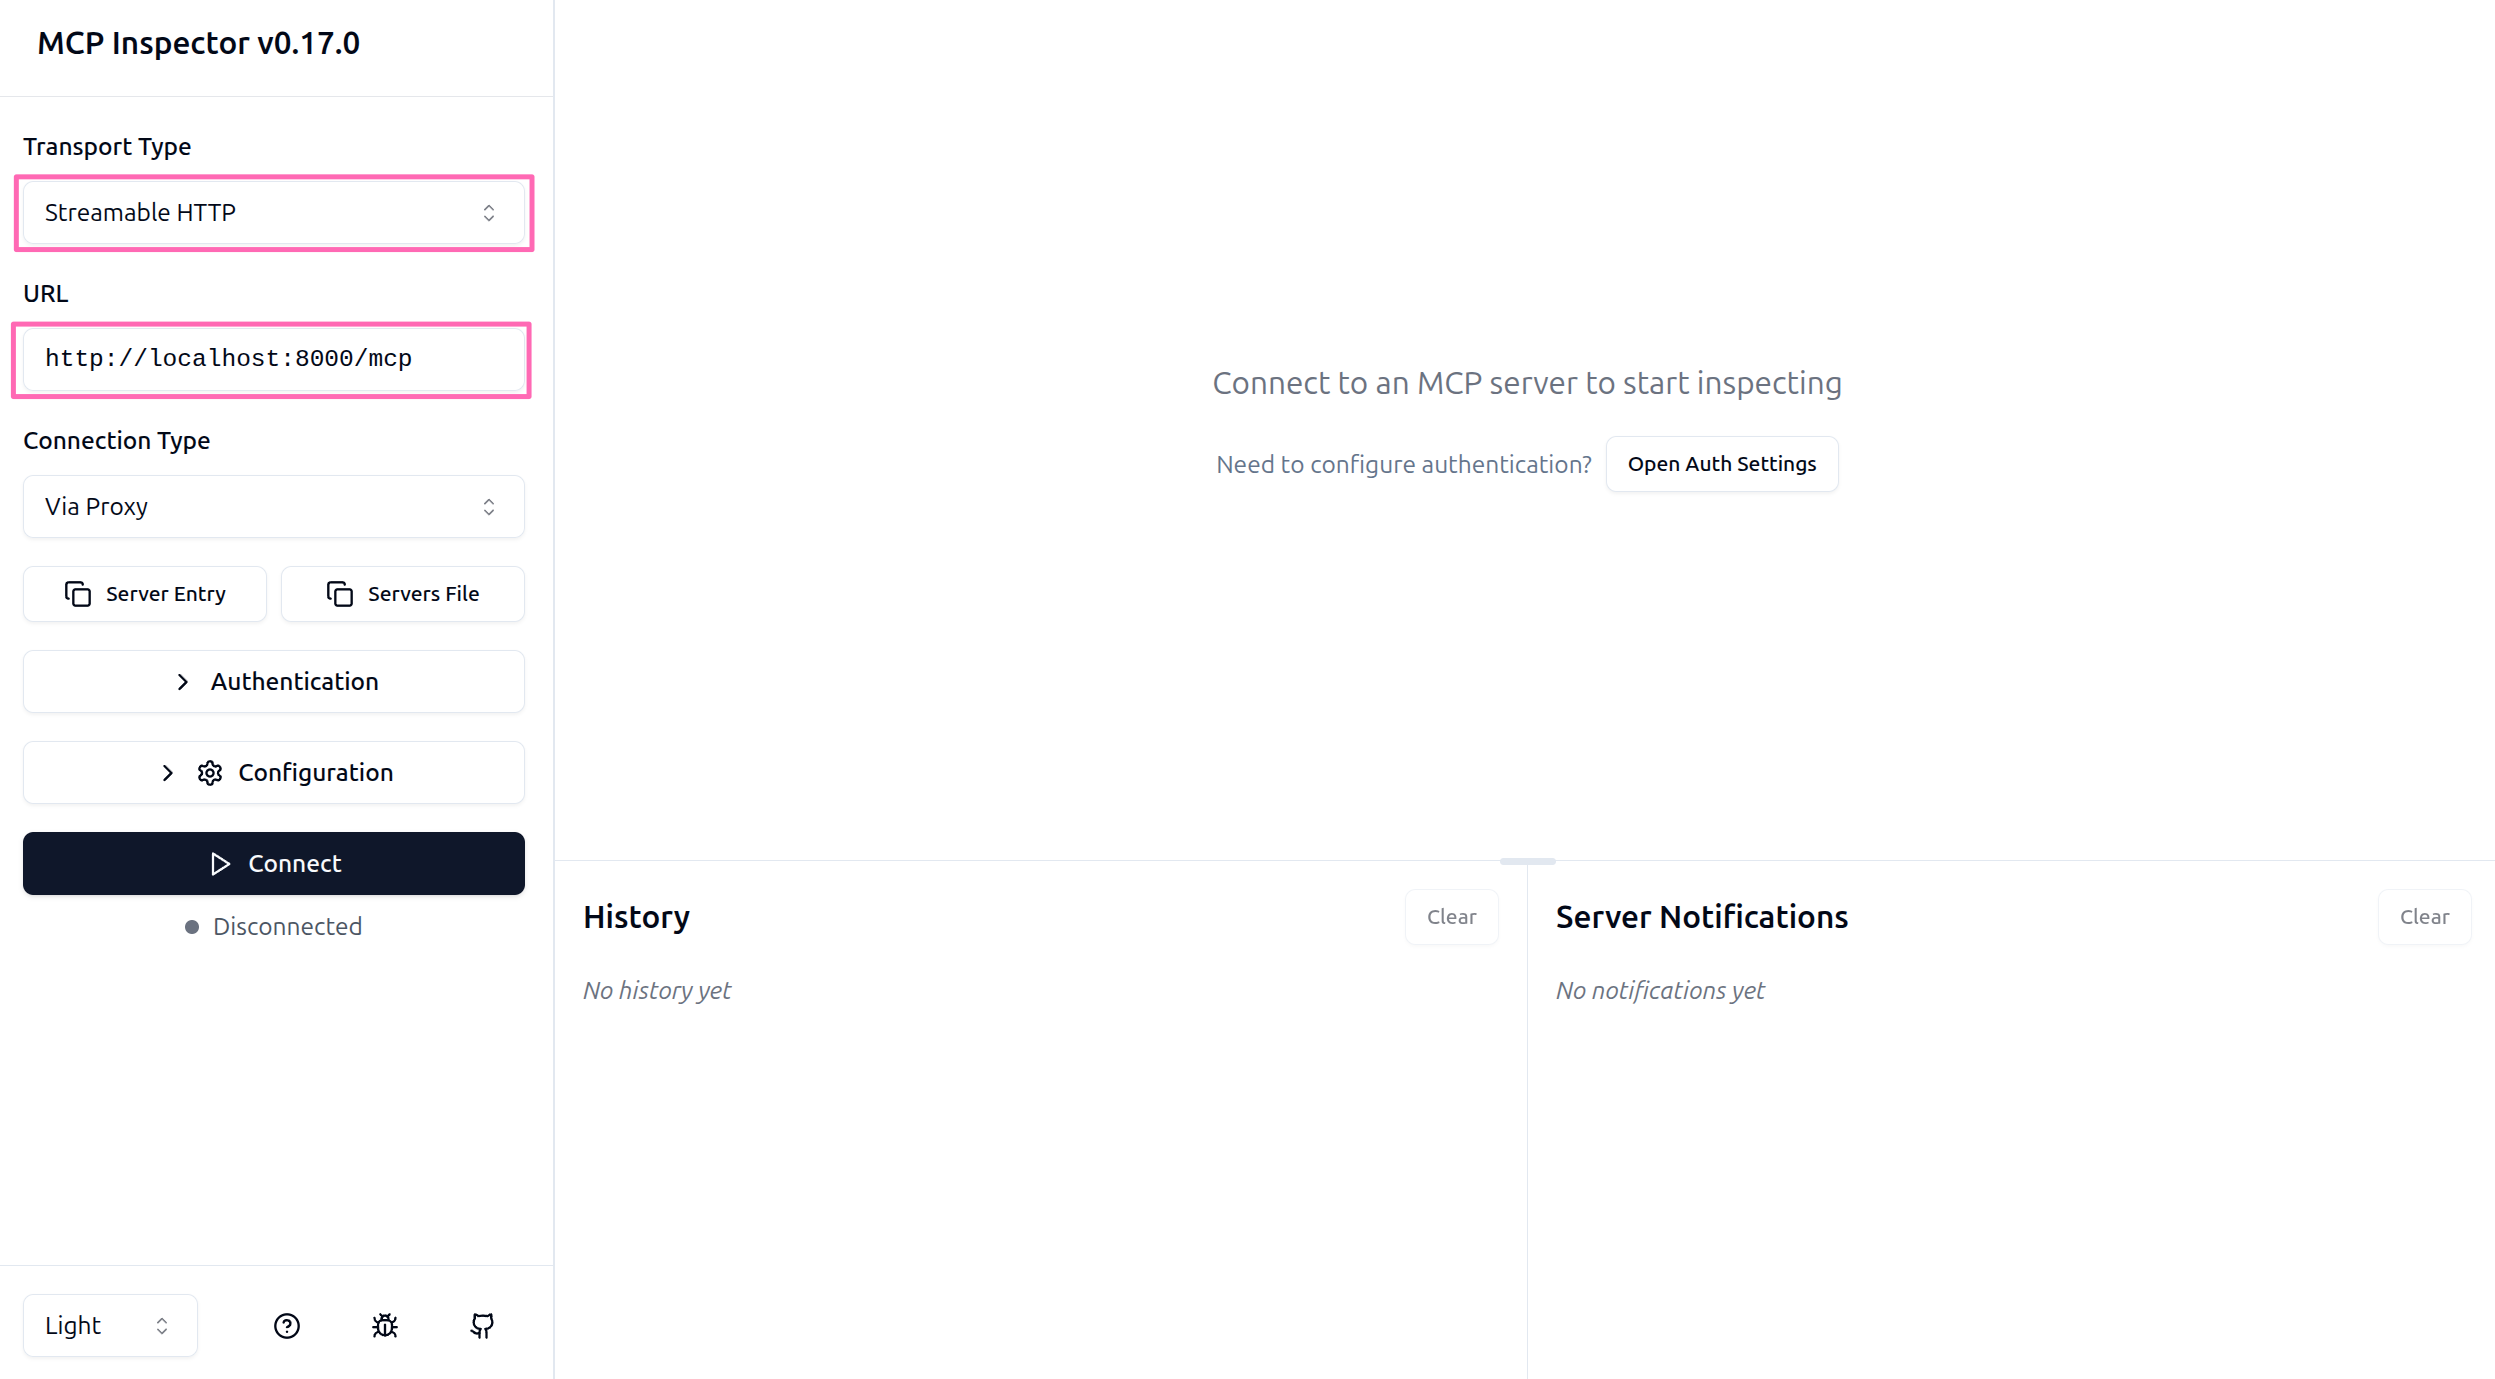 MCP Inspector v0.17.0
Transport Type
Streamable HTTP
URL
http://localhost:8000/mcp
Connection Type
Via Proxy
Server Entry
Servers File
Authentication
Configuration
Connect
Disconnected
Light
Connect to an MCP server to start inspecting
Need to configure authentication?
Open Auth Settings
History
Clear
No history yet
Server Notifications
Clear
No notifications yet